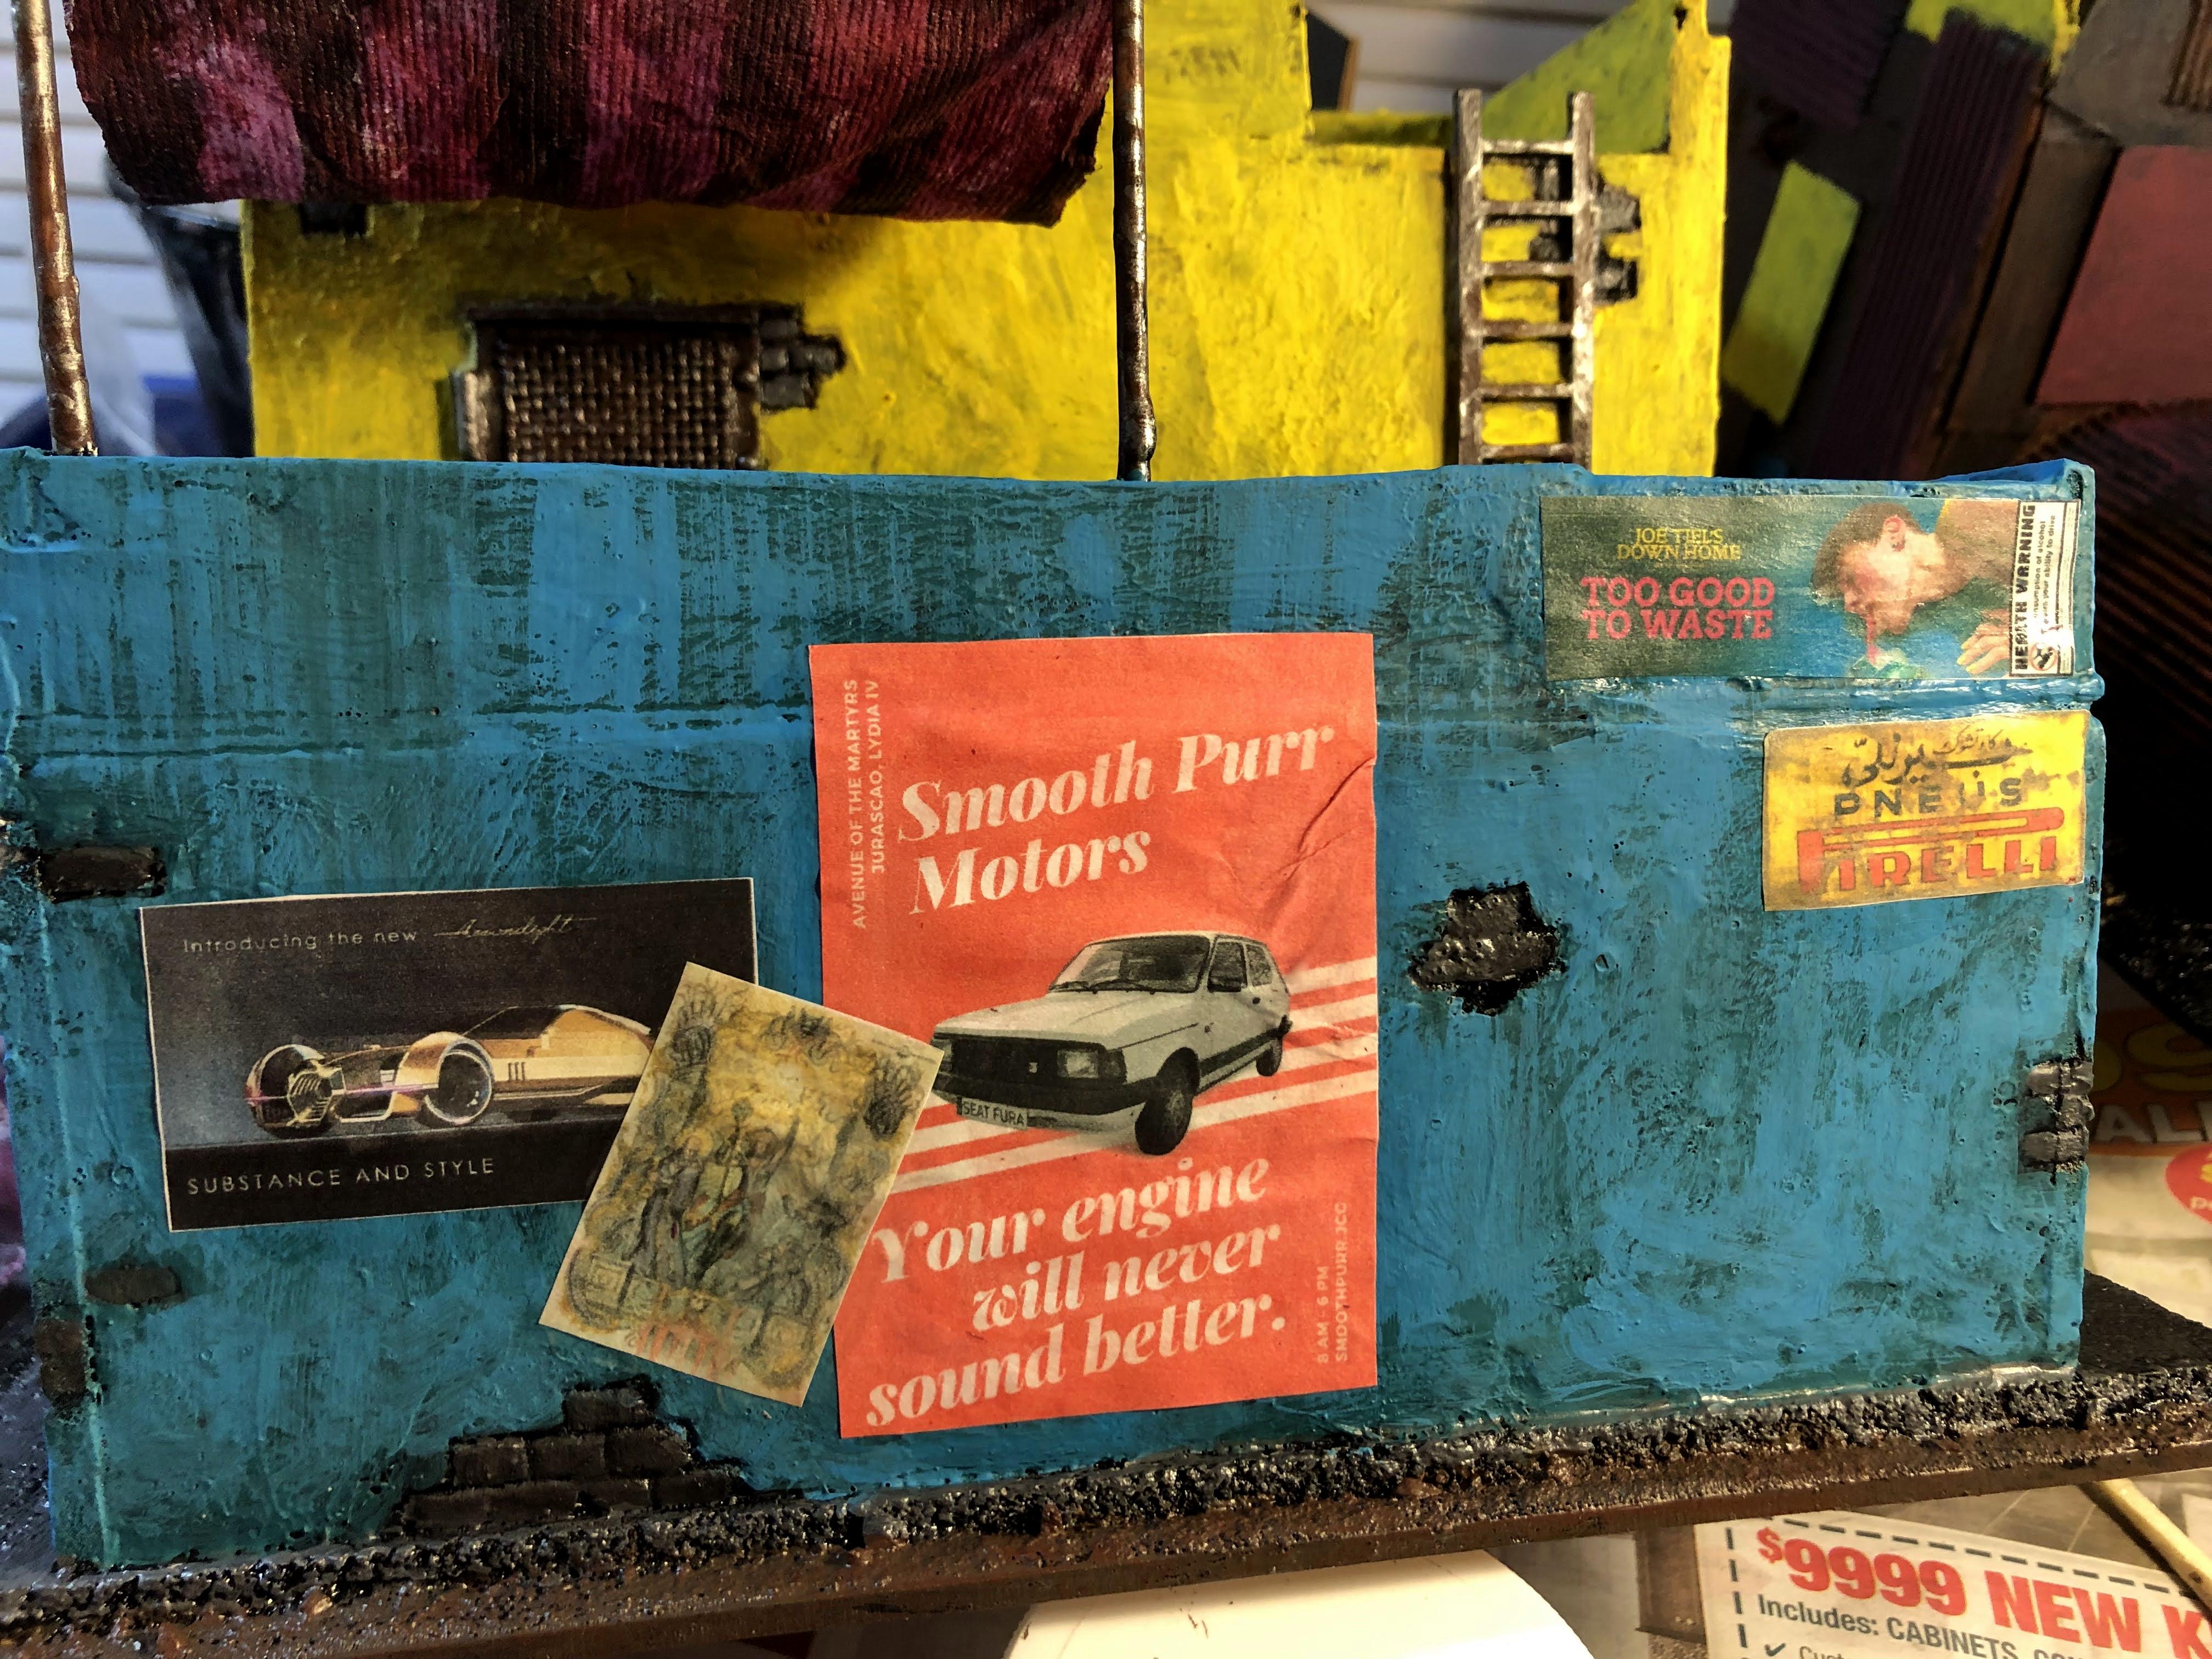 JOE TIEL'S
DOWN HOME
TOO GOOD
TO WASTE
HEALTH WARNING
پیرللی
PNEUS
PIRELLI
AVENUE OF THE MARTYRS
JURASCAO, LYDIA IV
Smooth Purr
Motors
SEAT FURA
Your engine
will never
sound better.
8 AM - 6 PM
SMOOTHPURR.JCC
Introducing the new
SUBSTANCE AND STYLE
$9999 NEW K
Includes: CABINETS, CO